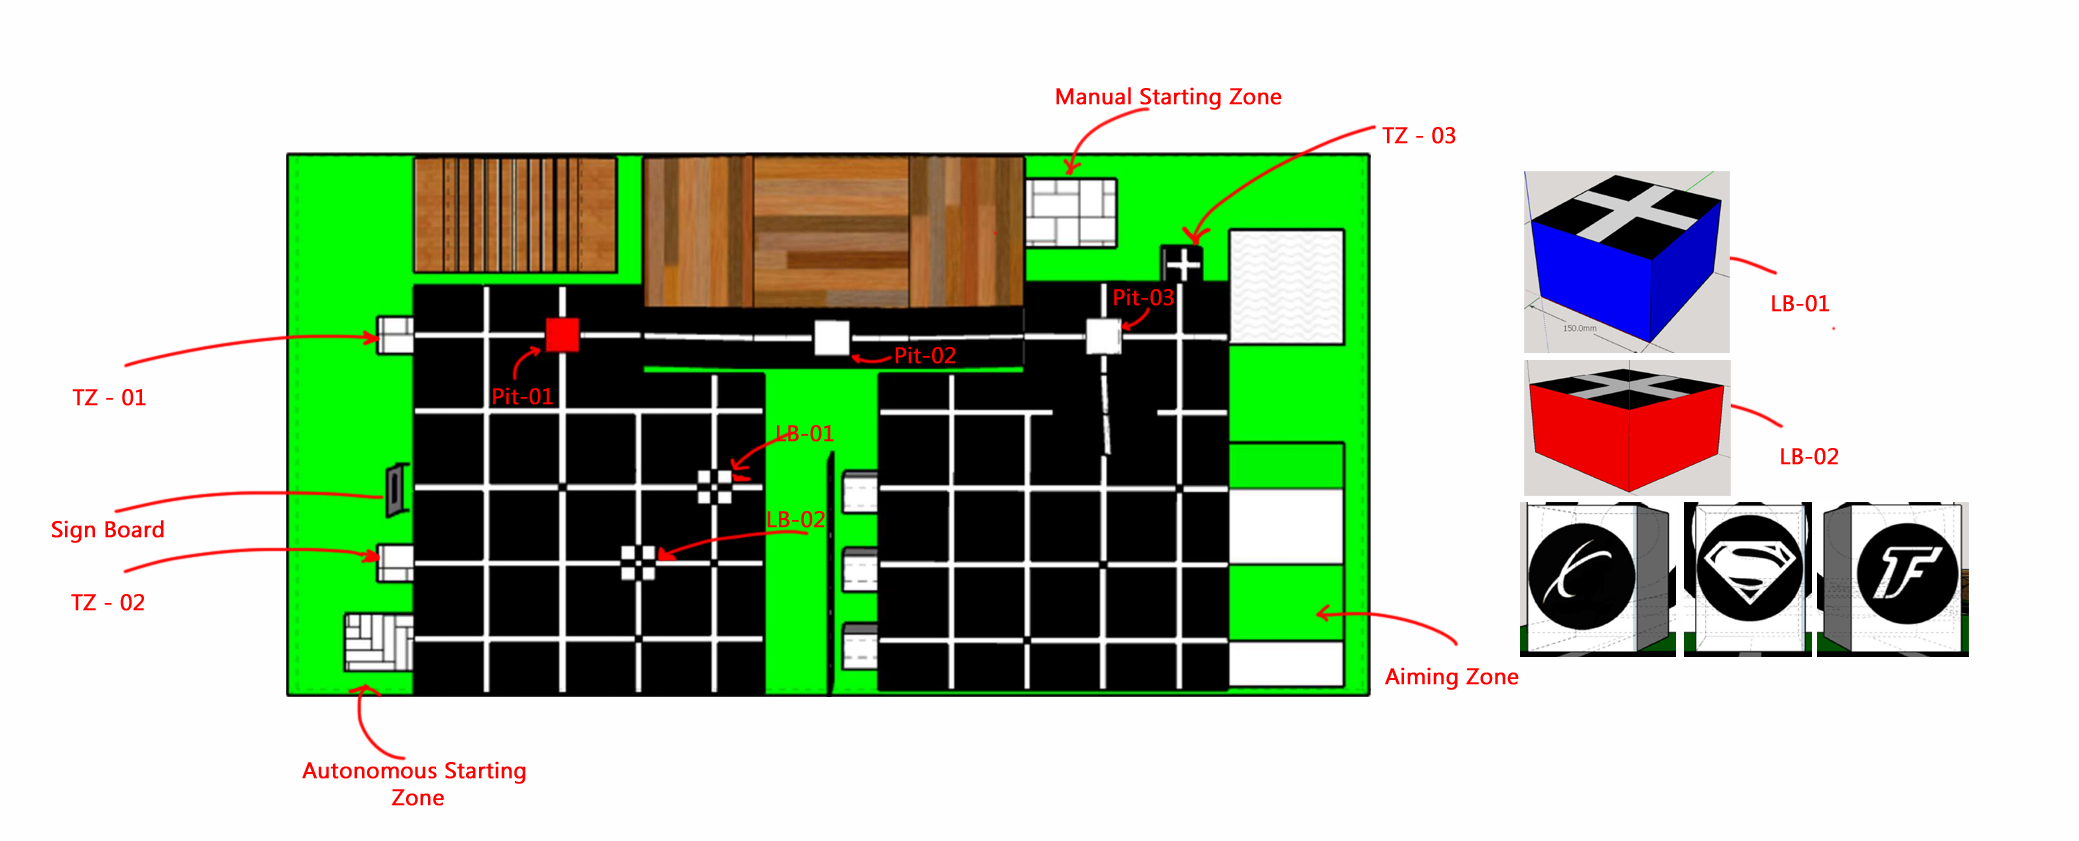 Manual Starting Zone
TZ - 03
Pit-03
LB-01
150.0mm
Pit-02
TZ - 01
Pit-01
LB-01
LB-02
LB-02
Sign Board
TZ - 02
TF
Aiming Zone
Autonomous Starting
Zone